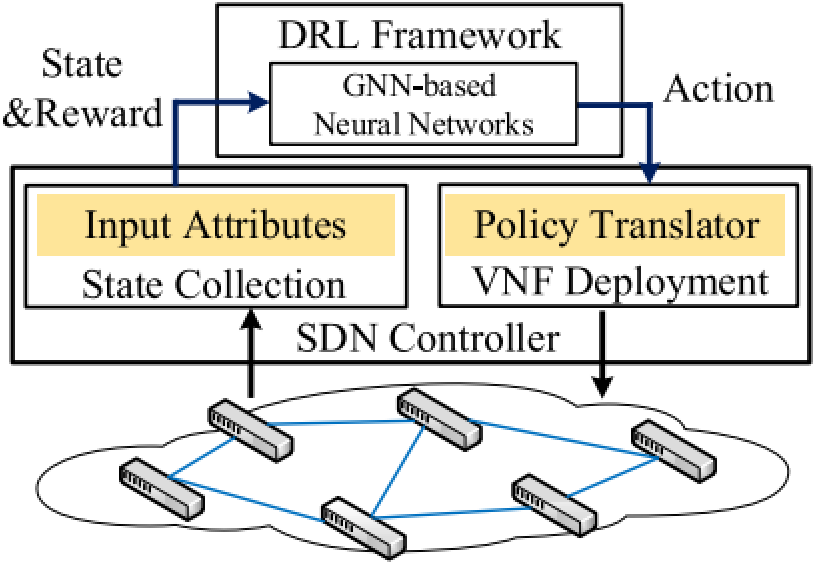 DRL Framework
State
&Reward
GNN-based
Neural Networks
Action
Input Attributes
State Collection
Policy Translator
VNF Deployment
SDN Controller